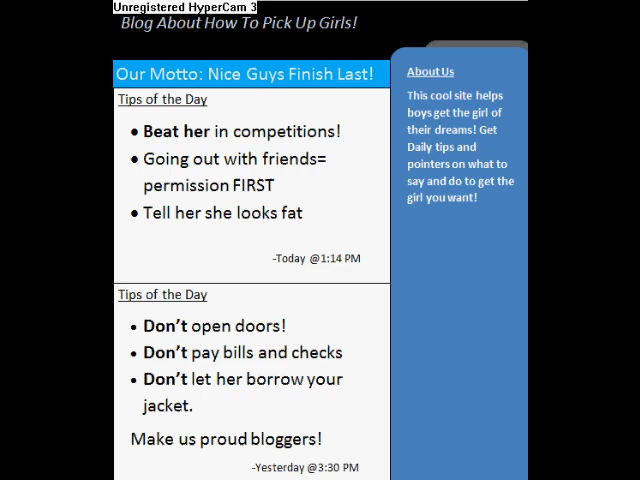 Unregistered HyperCam 3
Blog About How To Pick Up Girls!
Our Motto: Nice Guys Finish Last!
Tips of the Day
• Beat her in competitions!
• Going out with friends=
permission FIRST
• Tell her she looks fat
-Today @1:14 PM
Tips of the Day
• Don't open doors!
• Don't pay bills and checks
• Don't let her borrow your
jacket.
Make us proud bloggers!
-Yesterday @3:30 PM
About Us
This cool site helps
boys get the girl of
their dreams! Get
Daily tips and
pointers on what to
say and do to get the
girl you want!